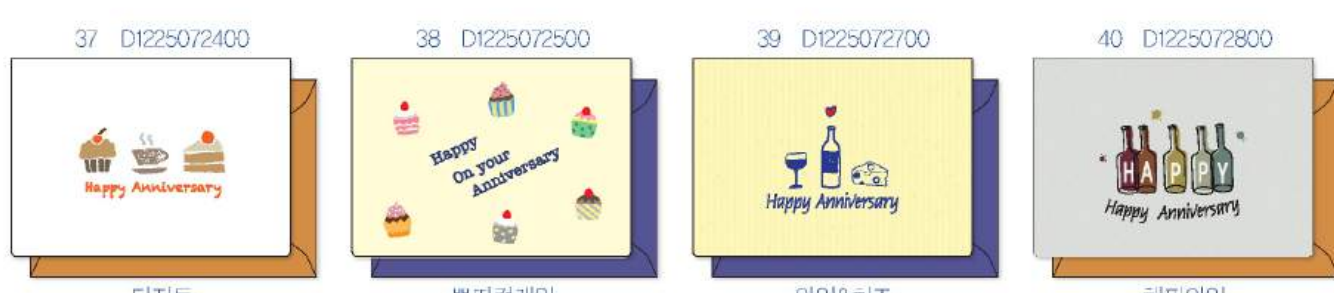 37 D1225072400
38 D1225072500
39 D1225072700
40 D1225072800
Happy Anniversary
Happy
On your
Anniversary
Happy Anniversary
HAPPY
Happy Anniversary